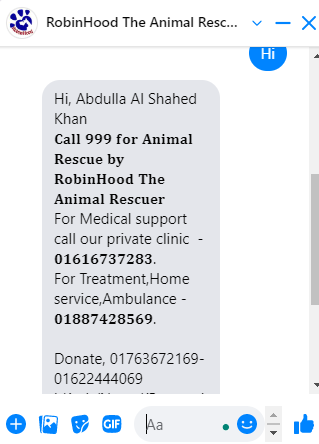 RobinHood The Animal Resc...
Hi
Hi, Abdulla Al Shahed
Khan
Call 999 for Animal
Rescue by
RobinHood The
Animal Rescuer
For Medical support
call our private clinic -
01616737283.
For Treatment,Home
service,Ambulance -
01887428569.
Donate, 01763672169-
01622444069
GIF
Aa